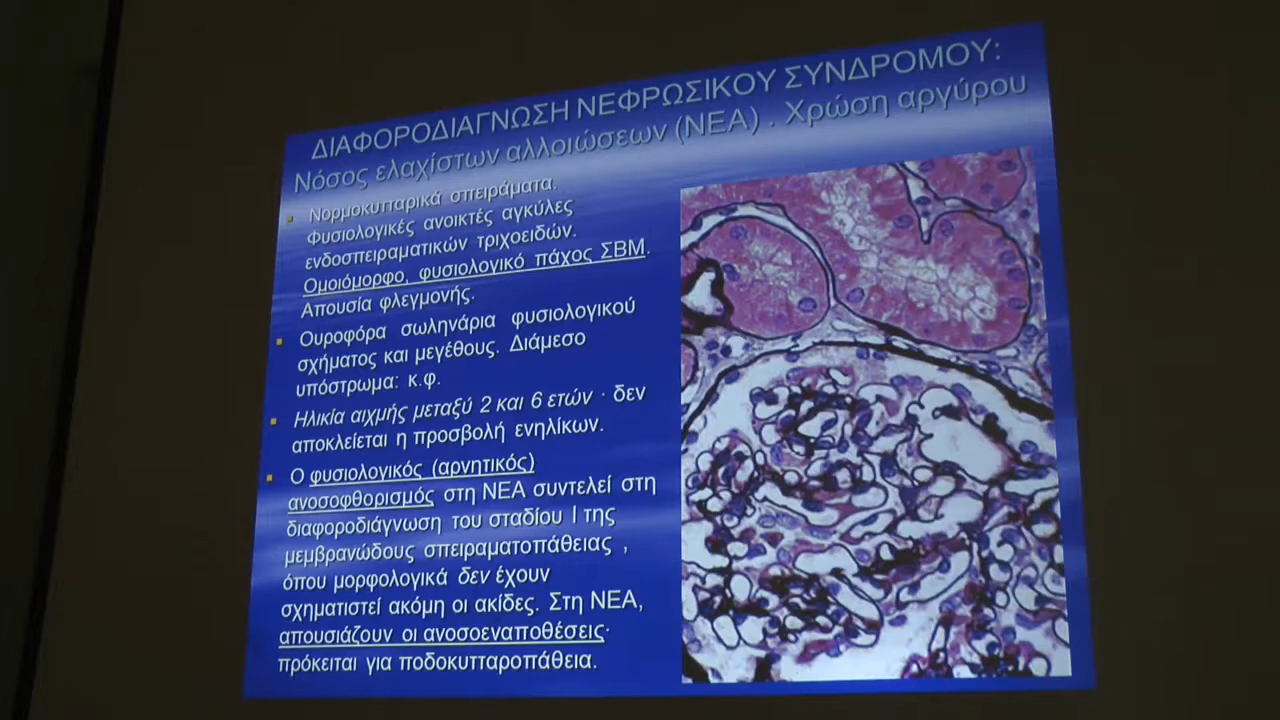 ΔΙΑΦΟΡΟΔΙΑΓΝΩΣΗ ΝΕΦΡΩΣΙΚΟΥ ΣΥΝΔΡΟΜΟΥ:
Νόσος ελαχίστων αλλοιώσεων (ΝΕΑ) . Χρώση αργύρου
Νορμοκυτταρικά σπειράματα.
Φυσιολογικές ανοικτές αγκύλες
ενδοσπειραματικών τριχοειδών.
Ομοιόμορφο, φυσιολογικό πάχος ΣΒΜ.
Απουσία φλεγμονής.
Ουροφόρα σωληνάρια φυσιολογικού
σχήματος και μεγέθους. Διάμεσο
υπόστρωμα: κ.φ.
Ηλικία αιχμής μεταξύ 2 και 6 ετών · δεν
αποκλείεται η προσβολή ενηλίκων.
Ο φυσιολογικός (αρνητικός)
ανοσοφθορισμός στη ΝΕΑ συντελεί στη
διαφοροδιάγνωση του σταδίου Ι της
μεμβρανώδους σπειραματοπάθειας ,
όπου μορφολογικά δεν έχουν
σχηματιστεί ακόμη οι ακίδες. Στη ΝΕΑ,
απουσιάζουν οι ανοσοεναποθέσεις·
πρόκειται για ποδοκυτταροπάθεια.